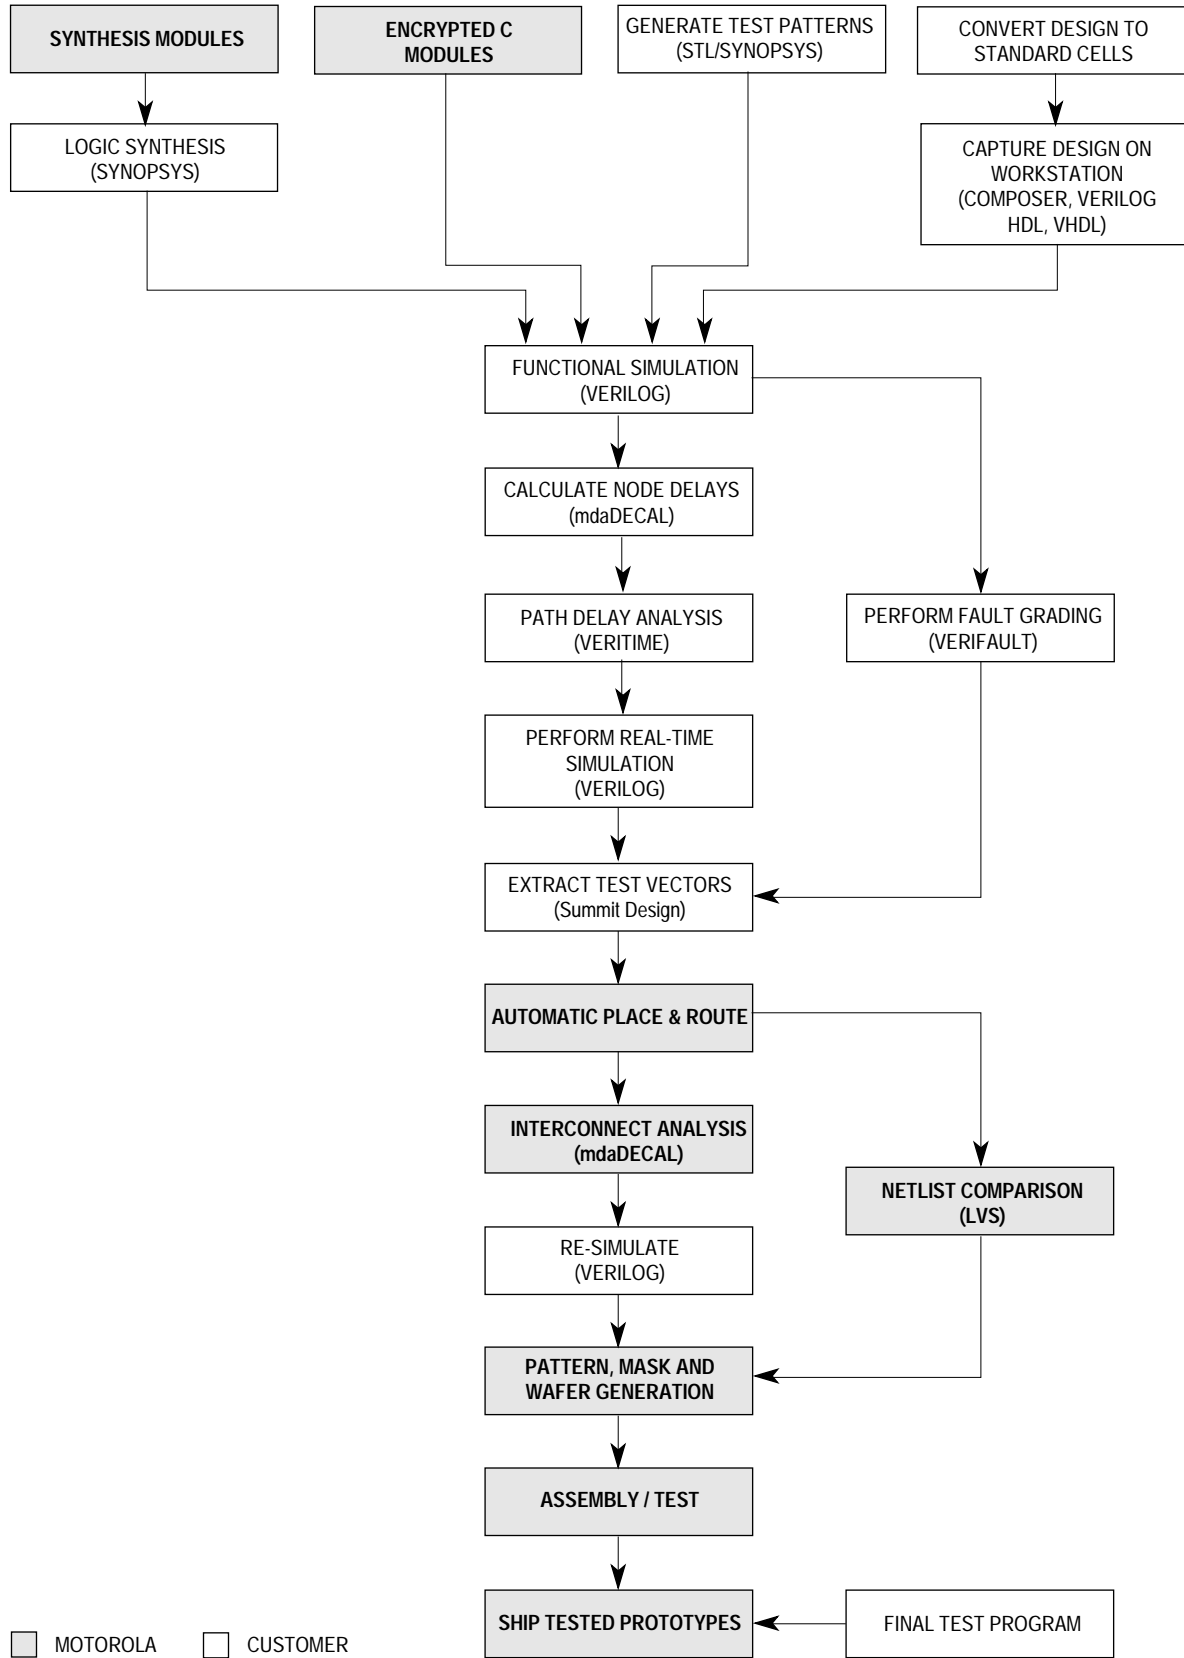 SYNTHESIS MODULES
ENCRYPTED C
MODULES
GENERATE TEST PATTERNS
(STL/SYNOPSYS)
CONVERT DESIGN TO
STANDARD CELLS
LOGIC SYNTHESIS
(SYNOPSYS)
CAPTURE DESIGN ON
WORKSTATION
(COMPOSER, VERILOG
HDL, VHDL)
FUNCTIONAL SIMULATION
(VERILOG)
CALCULATE NODE DELAYS
(mdaDECAL)
PATH DELAY ANALYSIS
(VERITIME)
PERFORM FAULT GRADING
(VERIFAULT)
PERFORM REAL-TIME
SIMULATION
(VERILOG)
EXTRACT TEST VECTORS
(Summit Design)
AUTOMATIC PLACE & ROUTE
INTERCONNECT ANALYSIS
(mdaDECAL)
NETLIST COMPARISON
(LVS)
RE-SIMULATE
(VERILOG)
PATTERN, MASK AND
WAFER GENERATION
ASSEMBLY / TEST
SHIP TESTED PROTOTYPES
FINAL TEST PROGRAM
MOTOROLA
CUSTOMER